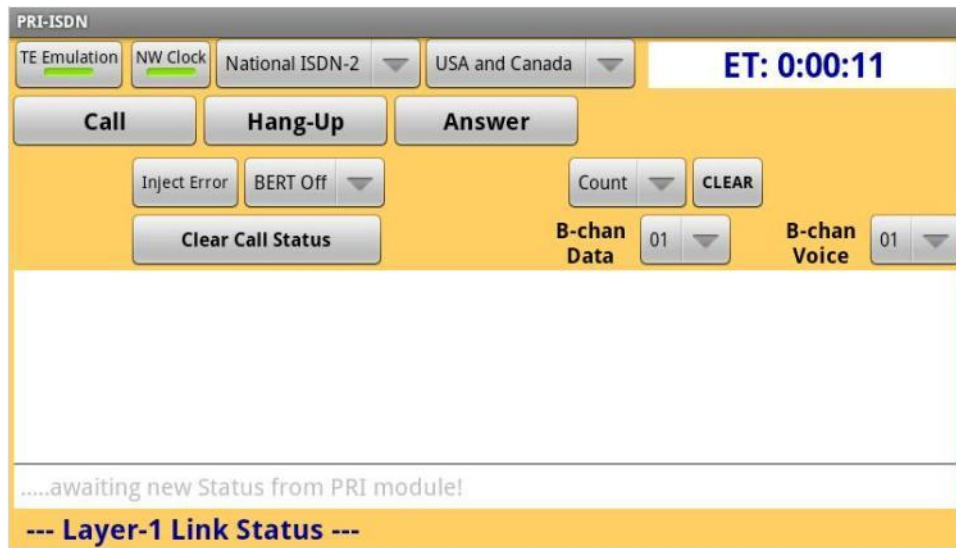 PRI-ISDN
TE Emulation NW Clock National ISDN-2 USA and Canada ET: 0:00:11
Call Hang-Up Answer
Inject Error BERT Off Count CLEAR
Clear Call Status B-chan Data 01 B-chan Voice 01
.....awaiting new Status from PRI module!
--- Layer-1 Link Status ---